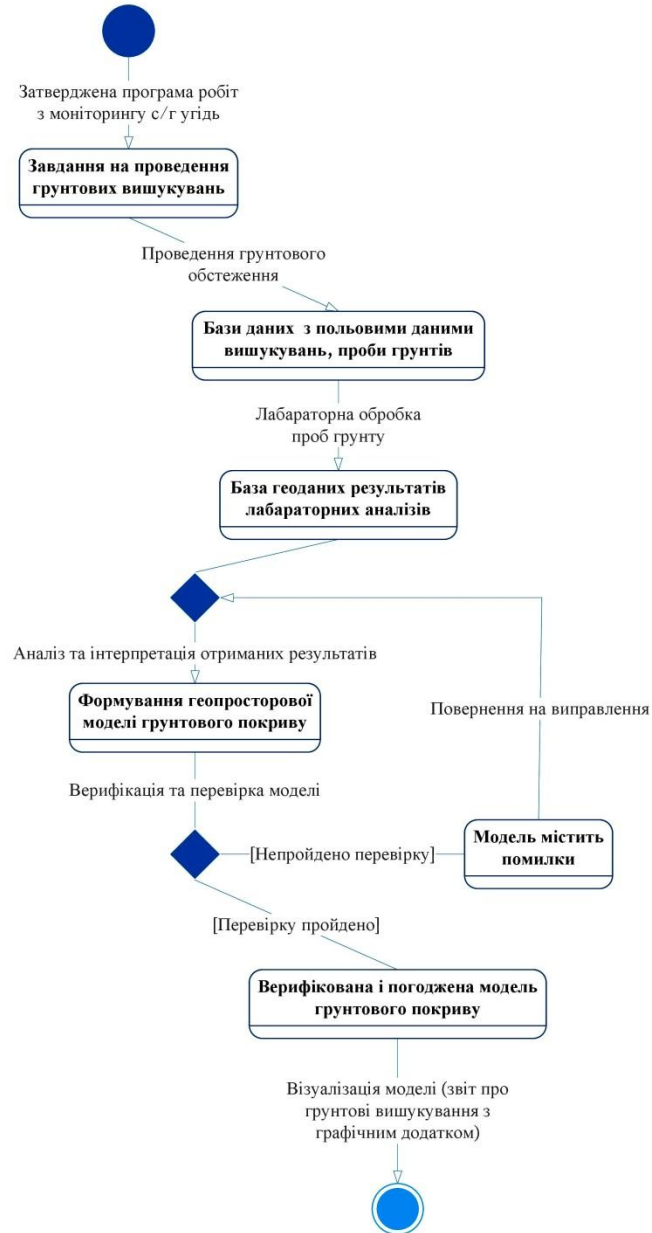 Затверджена програма робіт
з моніторингу с/г угідь
Завдання на проведення
грунтових вишукувань
Проведення грунтового
обстеження
Бази даних з польовими даними
вишукувань, проби грунтів
Лабараторна обробка
проб грунту
База геоданих результатів
лабараторних аналізів
Аналіз та інтерпретація отриманих результатів
Формування геопросторової
моделі грунтового покриву
Повернення на виправлення
Верифікація та перевірка моделі
[Непройдено перевірку]
Модель містить
помилки
[Перевірку пройдено]
Верифікована і погоджена модель
грунтового покриву
Візуалізація моделі (звіт про
грунтові вишукування з
графічним додатком)